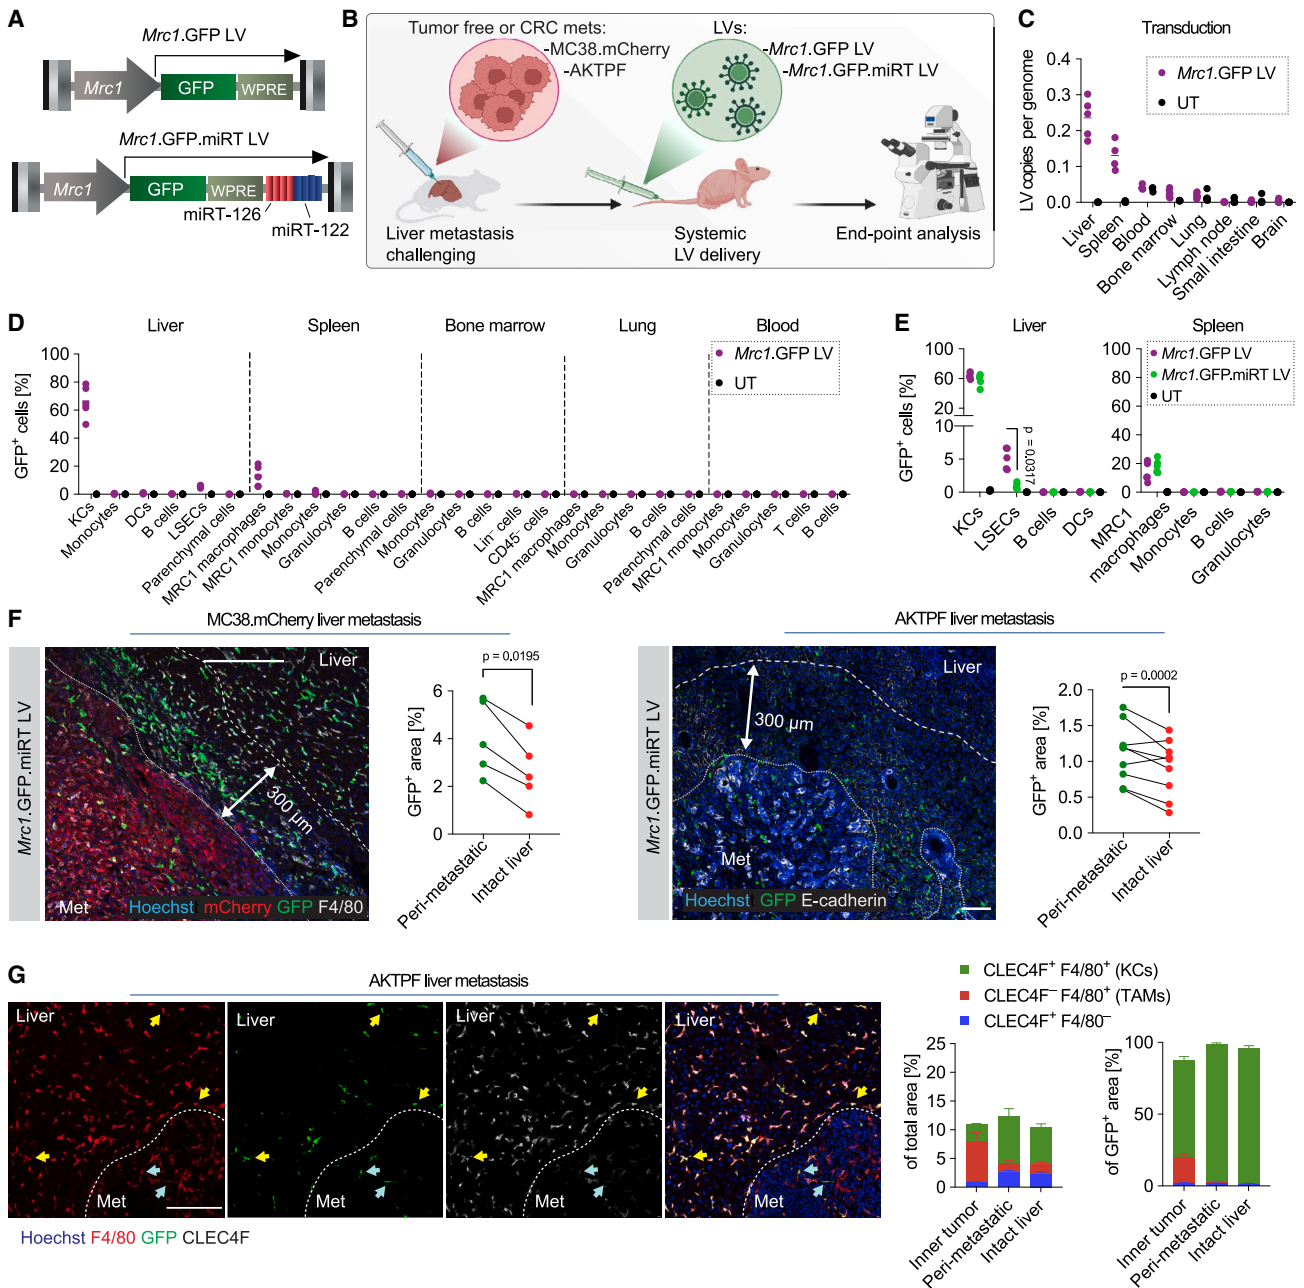 A
Mrc1.GFP LV
Mrc1
GFP
WPRE
Mrc1.GFP.miRT LV
Mrc1
GFP
WPRE
miRT-126
miRT-122
B
Tumor free or CRC mets:
-MC38.mCherry
-AKTPF
LVs:
-Mrc1.GFP LV
-Mrc1.GFP.miRT LV
Liver metastasis
challenging
Systemic
LV delivery
End-point analysis
C
Transduction
Mrc1.GFP LV
UT
LV copies per genome
0.4
0.3
0.2
0.1
0.0
Liver
Spleen
Blood
Bone marrow
Lung
Lymph node
Small intestine
Brain
D
Liver
Spleen
Bone marrow
Lung
Blood
Mrc1.GFP LV
UT
GFP+ cells [%]
100
80
60
40
20
0
KCs
Monocytes
DCs
B cells
LSECs
Parenchymal cells
MRC1 macrophages
MRC1 monocytes
Monocytes
Granulocytes
B cells
Parenchymal cells
Monocytes
Granulocytes
B cells
Lin− cells
CD45− cells
MRC1 macrophages
Monocytes
Granulocytes
B cells
Parenchymal cells
MRC1 monocytes
Monocytes
Granulocytes
T cells
B cells
E
Liver
Spleen
Mrc1.GFP LV
Mrc1.GFP.miRT LV
UT
GFP+ cells [%]
100
60
20
10
5
0
p = 0.0317
KCs
LSECs
B cells
DCs
100
80
60
40
20
0
MRC1
macrophages
Monocytes
B cells
Granulocytes
F
MC38.mCherry liver metastasis
Mrc1.GFP.miRT LV
Liver
300 µm
Met
Hoechst mCherry GFP F4/80
p = 0.0195
GFP+ area [%]
6
4
2
0
Peri-metastatic
Intact liver
AKTPF liver metastasis
Mrc1.GFP.miRT LV
Liver
300 µm
Met
Hoechst GFP E-cadherin
p = 0.0002
GFP+ area [%]
2.0
1.5
1.0
0.5
0.0
Peri-metastatic
Intact liver
G
AKTPF liver metastasis
Liver
Met
Liver
Met
Liver
Met
Liver
Met
Hoechst F4/80 GFP CLEC4F
CLEC4F+ F4/80+ (KCs)
CLEC4F− F4/80+ (TAMs)
CLEC4F+ F4/80−
of total area [%]
25
20
15
10
5
0
Inner tumor
Peri-metastatic
Intact liver
of GFP+ area [%]
100
50
0
Inner tumor
Peri-metastatic
Intact liver